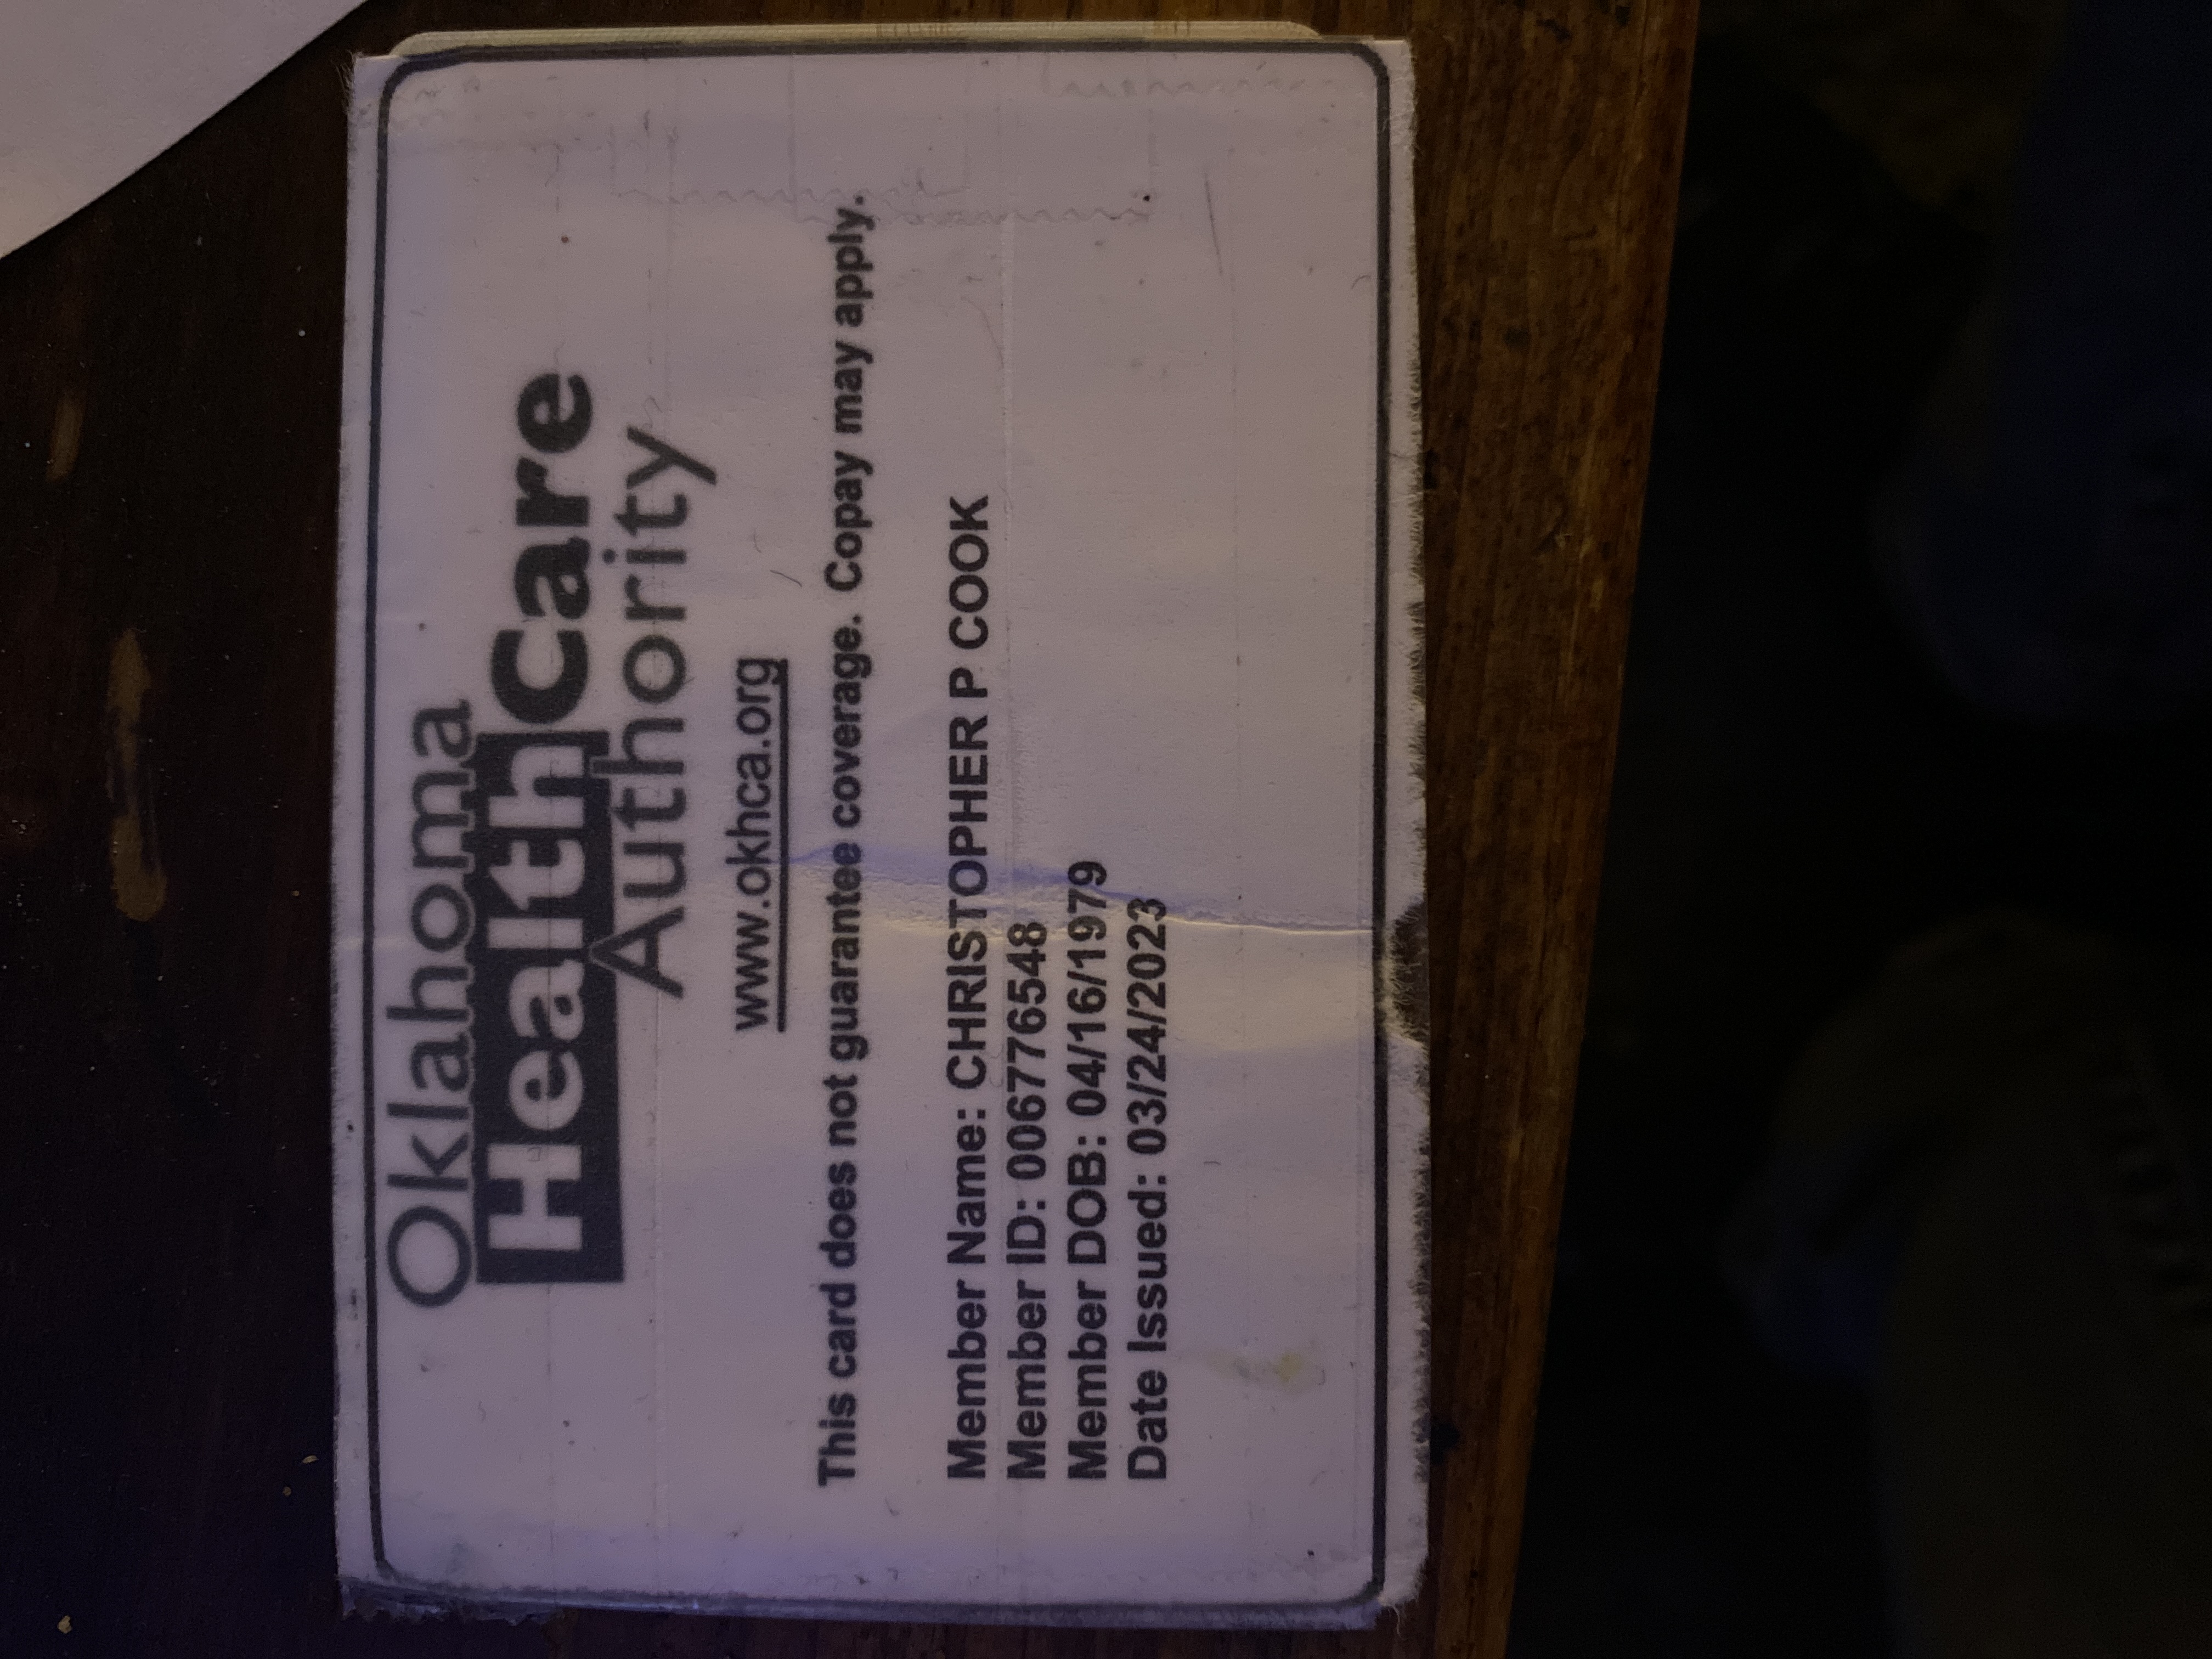 Oklahoma
HealthCare
Authority
www.okhca.org
This card does not guarantee coverage. Copay may apply.
Member Name: CHRISTOPHER P COOK
Member ID: 006776548
Member DOB: 04/16/1979
Date Issued: 03/24/2023